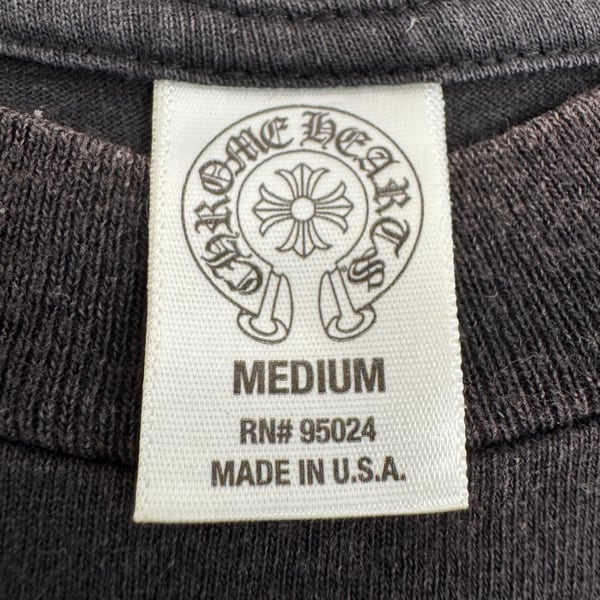 CHROME HEARTS
MEDIUM
RN# 95024
MADE IN U.S.A.